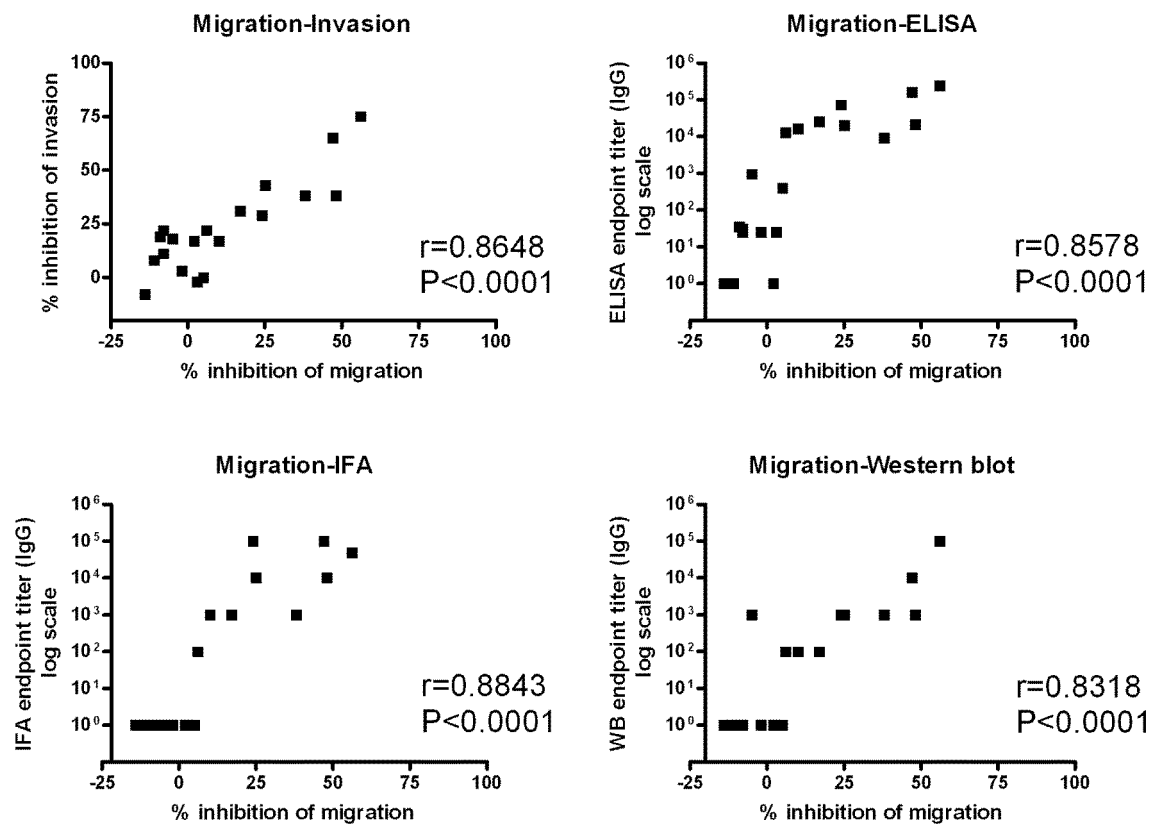 Migration-Invasion
% inhibition of invasion
100
75
50
25
0
-25
0
25
50
75
100
% inhibition of migration
r=0.8648
P<0.0001
Migration-ELISA
ELISA endpoint titer (IgG)
log scale
10⁶
10⁵
10⁴
10³
10²
10¹
10⁰
-25
0
25
50
75
100
% inhibition of migration
r=0.8578
P<0.0001
Migration-IFA
IFA endpoint titer (IgG)
log scale
10⁶
10⁵
10⁴
10³
10²
10¹
10⁰
-25
0
25
50
75
100
% inhibition of migration
r=0.8843
P<0.0001
Migration-Western blot
WB endpoint titer (IgG)
log scale
10⁶
10⁵
10⁴
10³
10²
10¹
10⁰
-25
0
25
50
75
100
% inhibition of migration
r=0.8318
P<0.0001